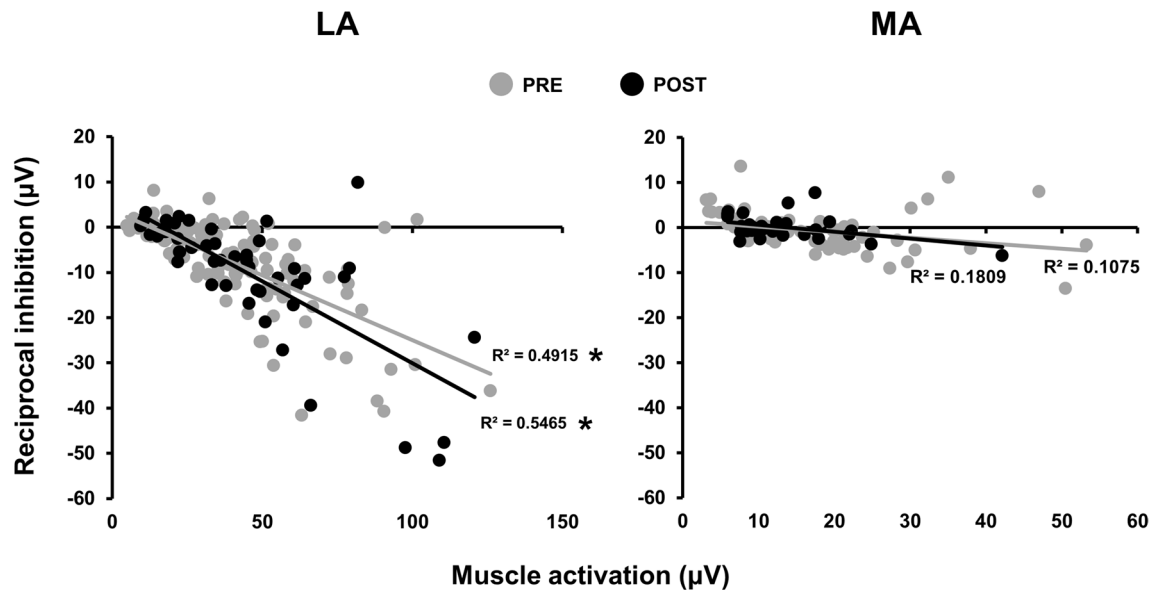 LA
MA
PRE
POST
Reciprocal inhibition (µV)
20
10
0
-10
-20
-30
-40
-50
-60
0
50
100
150
R² = 0.4915 *
R² = 0.5465 *
20
10
0
-10
-20
-30
-40
-50
-60
0
10
20
30
40
50
60
R² = 0.1809
R² = 0.1075
Muscle activation (µV)